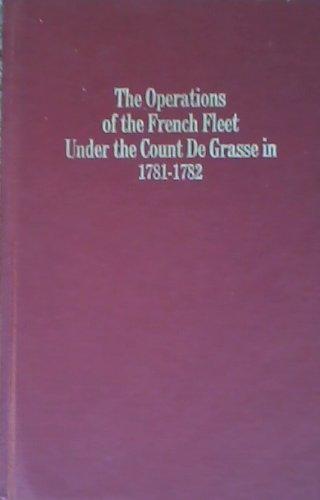 The Operations
of the French Fleet
Under the Count De Grasse in
1781-1782